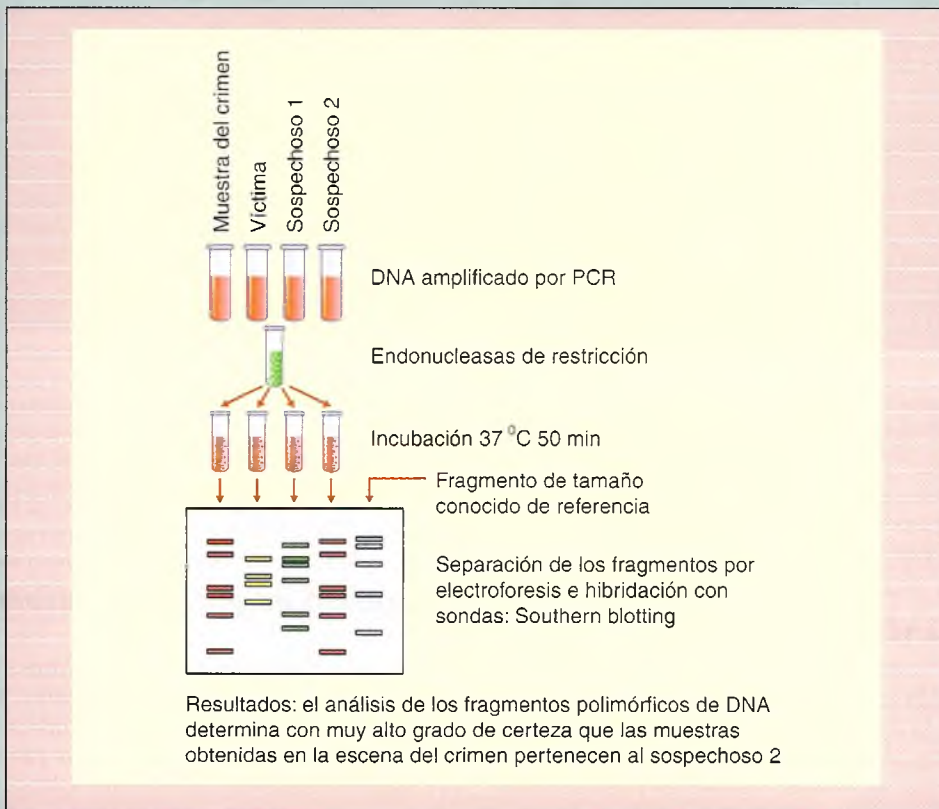 Muestra del crimen
Víctima
Sospechoso 1
Sospechoso 2
DNA amplificado por PCR
Endonucleasas de restricción
Incubación 37 °C 50 min
Fragmento de tamaño
conocido de referencia
Separación de los fragmentos por
electroforesis e hibridación con
sondas: Southern blotting
Resultados: el análisis de los fragmentos polimórficos de DNA
determina con muy alto grado de certeza que las muestras
obtenidas en la escena del crimen pertenecen al sospechoso 2